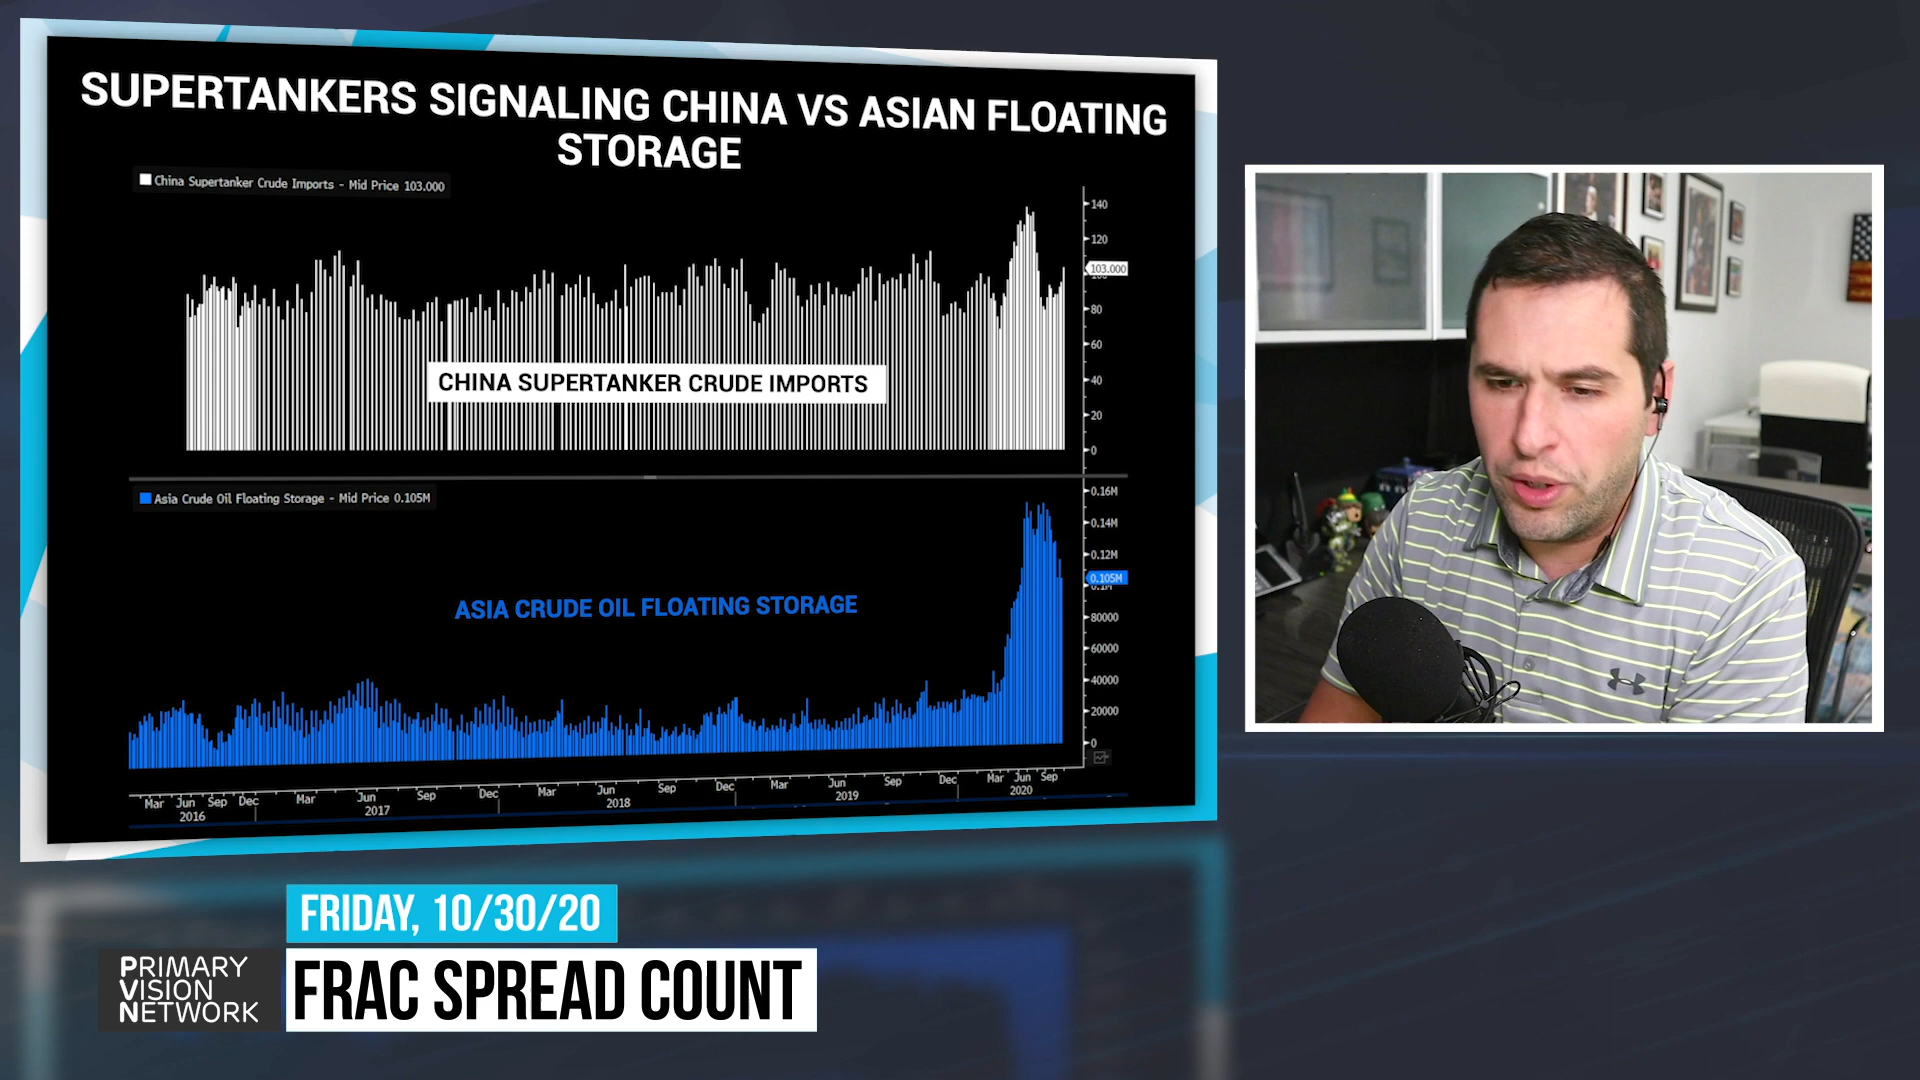 SUPERTANKERS SIGNALING CHINA VS ASIAN FLOATING
STORAGE
China Supertanker Crude Imports - Mid Price 103.000
140
120
103.000
80
60
40
20
0
CHINA SUPERTANKER CRUDE IMPORTS
Asia Crude Oil Floating Storage - Mid Price 0.105M
0.16M
0.14M
0.12M
0.105M
0.1M
80000
60000
40000
20000
0
ASIA CRUDE OIL FLOATING STORAGE
Mar Jun Sep Dec Mar Jun Sep Dec Mar Jun Sep Dec Mar Jun Sep Dec Mar Jun Sep
2016 2017 2018 2019 2020
FRIDAY, 10/30/20
PRIMARY
VISION
NETWORK
FRAC SPREAD COUNT